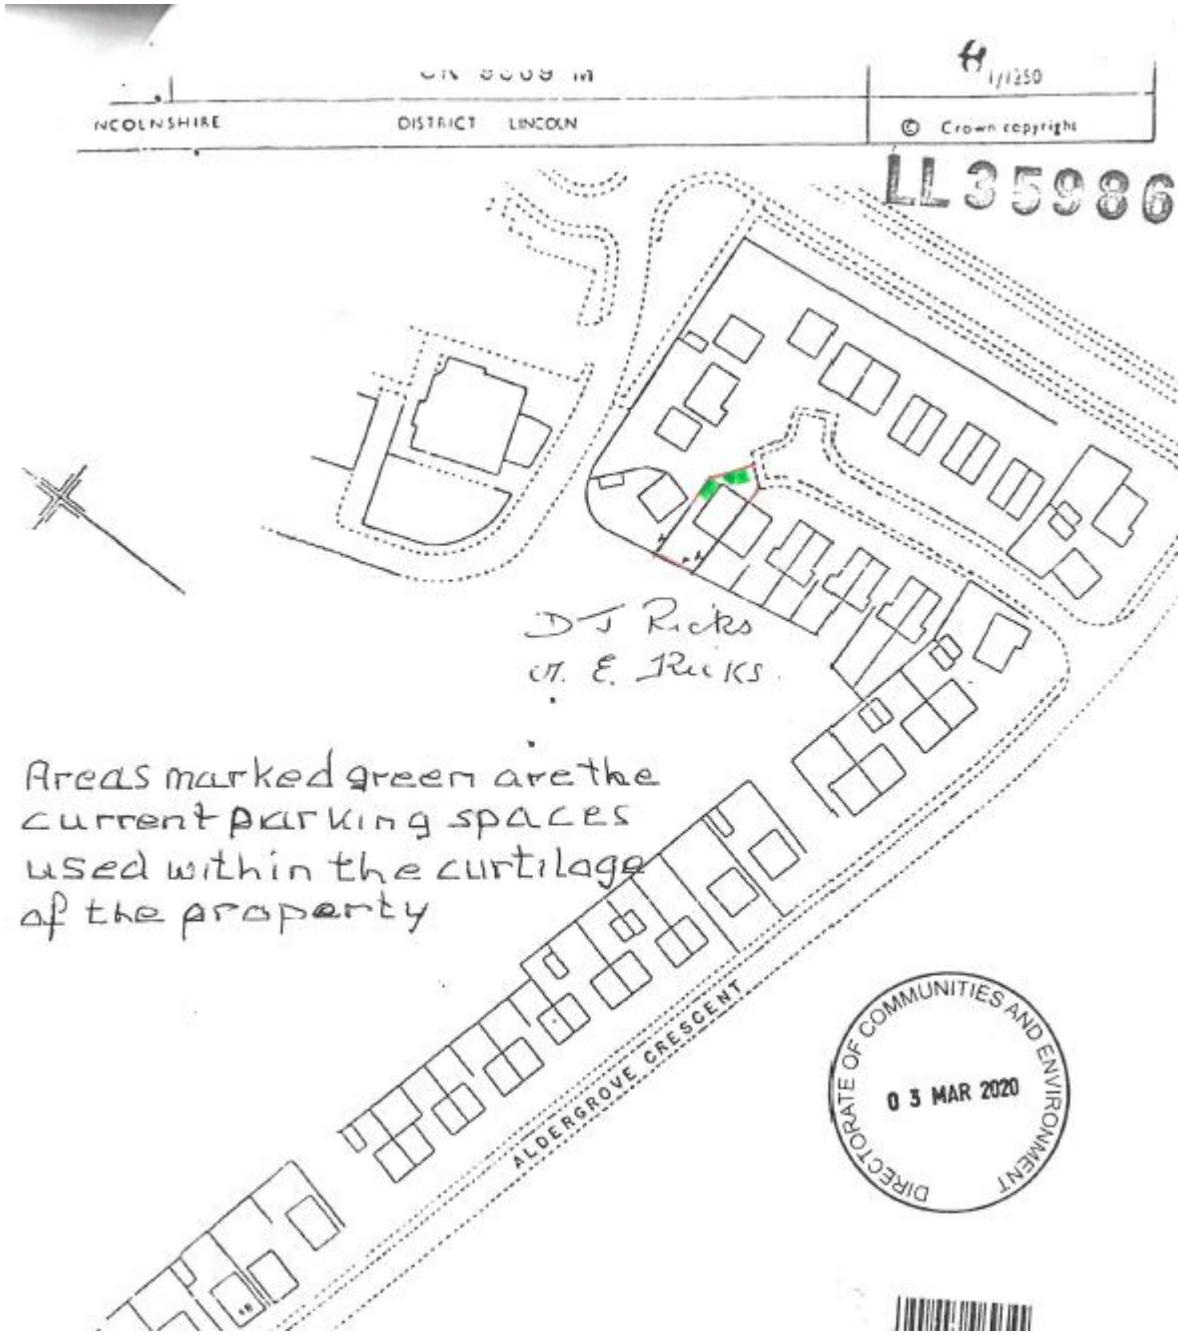 1/1250
NCOLNSHIRE DISTRICT LINCOLN © Crown copyright
LL35986
D J Ricks
E. Ricks.
Areas marked green are the
current parking spaces
used within the curtilage
of the property
ALDERGROVE CRESCENT
DIRECTORATE OF COMMUNITIES AND ENVIRONMENT
03 MAR 2020